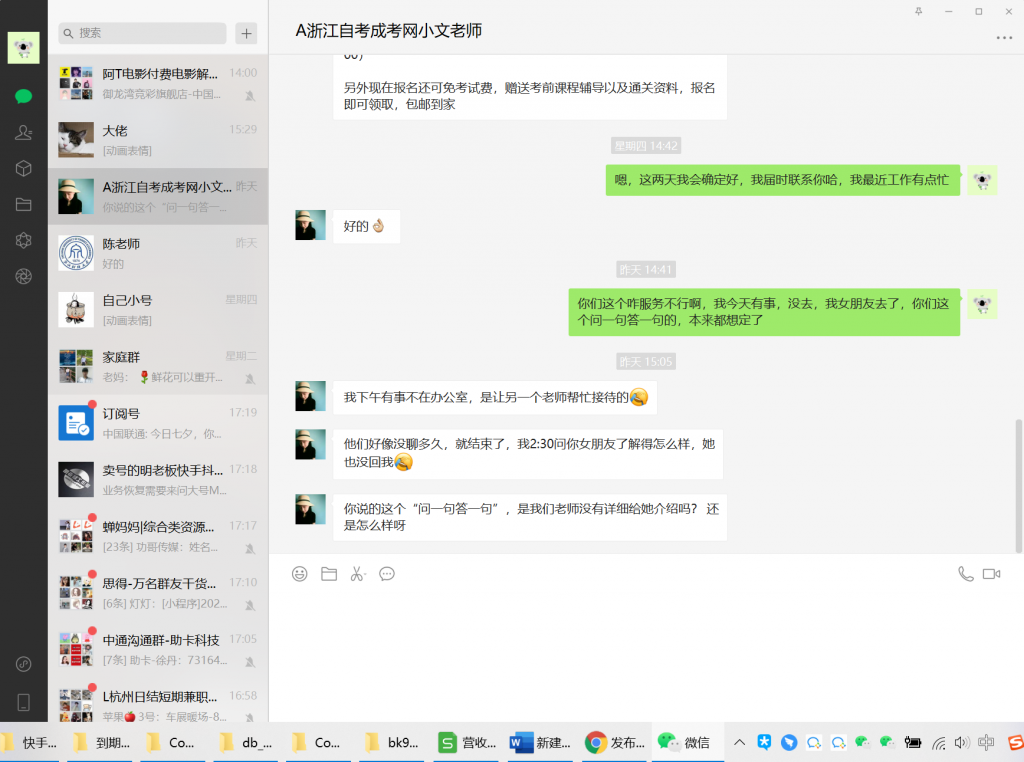 搜索
阿T电影付费电影解...
14:00
御龙湾竞彩旗舰店-中国...
大佬
15:29
[动画表情]
A浙江自考成考网小文...
昨天
你说的这个“问一句答一...
陈老师
昨天
好的
自己小号
星期四
[动画表情]
家庭群
星期二
老妈： 🌹鲜花可以重开...
订阅号
17:19
中国联通: 今日七夕，你...
卖号的明老板快手抖...
17:18
业务恢复需要来问大号M...
蝉妈妈|综合类资源...
17:17
[23条] 功哥传媒：姓名...
思得-万名群友干货...
17:10
[6条] 灯灯：[小程序]202...
中通沟通群-助卡科技
17:05
[7条] 助卡-徐丹：73164...
L杭州日结短期兼职...
16:58
苹果🍎 3号：车展暖场-8...
A浙江自考成考网小文老师
00）
另外现在报名还可免考试费，赠送考前课程辅导以及通关资料，报名
即可领取，包邮到家
星期四 14:42
嗯，这两天我会确定好，我届时联系你哈，我最近工作有点忙
好的👌🏻
昨天 14:41
你们这个咋服务不行啊，我今天有事，没去，我女朋友去了，你们这
个问一句答一句的，本来都想定了
昨天 15:05
我下午有事不在办公室，是让另一个老师帮忙接待的
他们好像没聊多久，就结束了，我2:30问你女朋友了解得怎么样，她
也没回我
你说的这个“问一句答一句”，是我们老师没有详细给她介绍吗？ 还
是怎么样呀
快手...
到期...
Co...
db_...
Co...
bk9...
营收...
新建...
发布...
微信
中